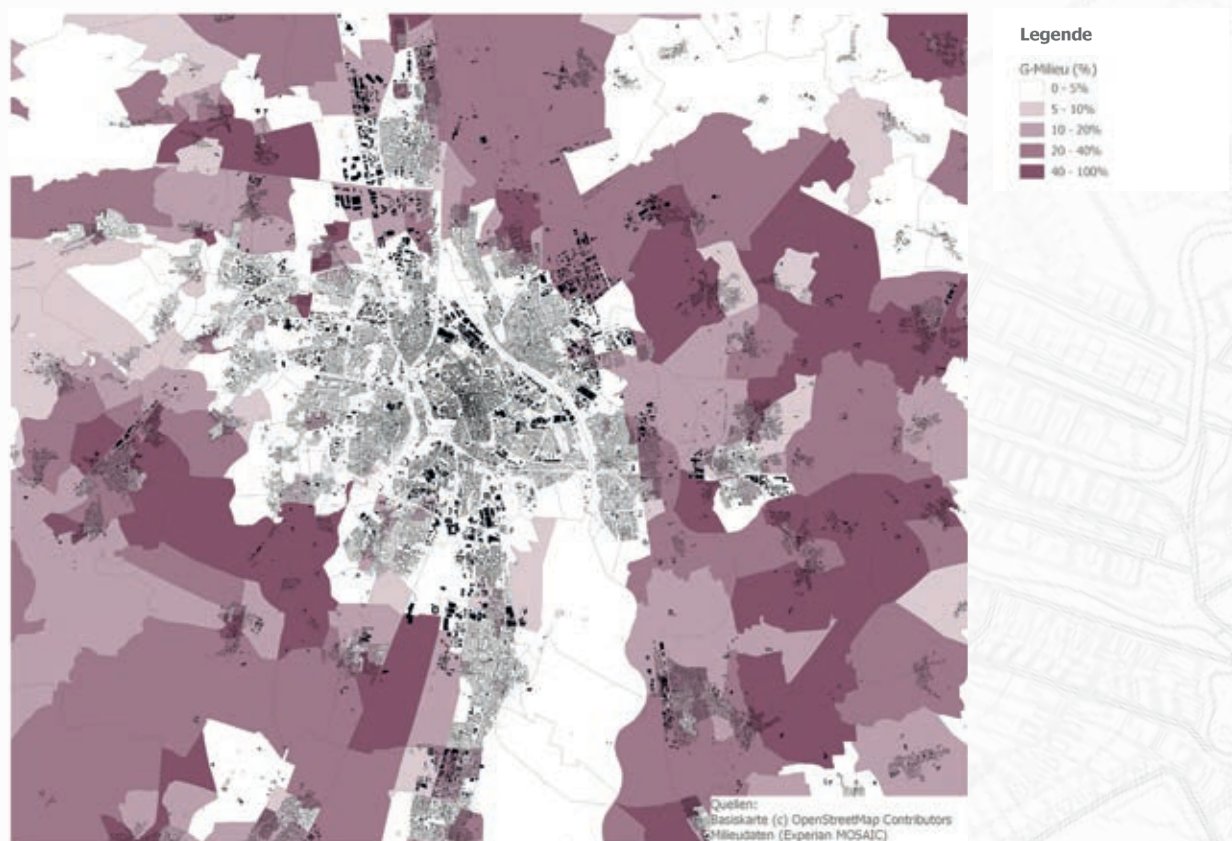 Legende
G-Milieu (%)
0 - 5%
5 - 10%
10 - 20%
20 - 40%
40 - 100%
Quellen:
Basiskarte (c) OpenStreetMap Contributors
Milieudaten (Experian MOSAIC)